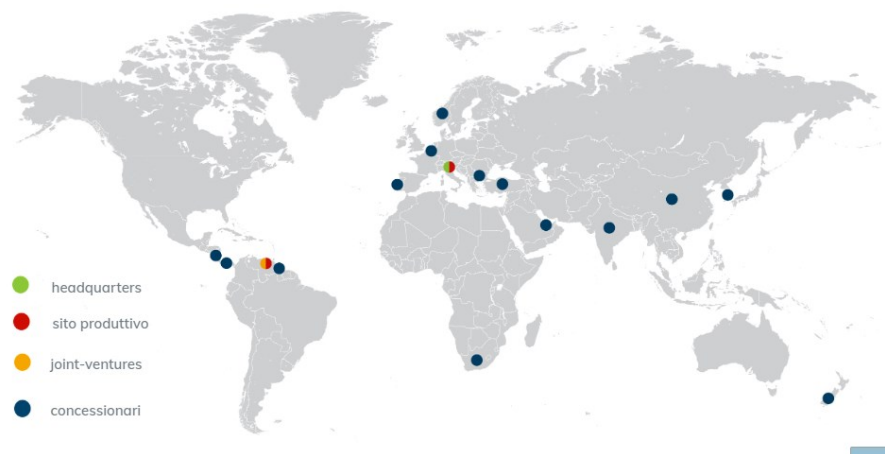 headquarters
sito produttivo
joint-ventures
concessionari